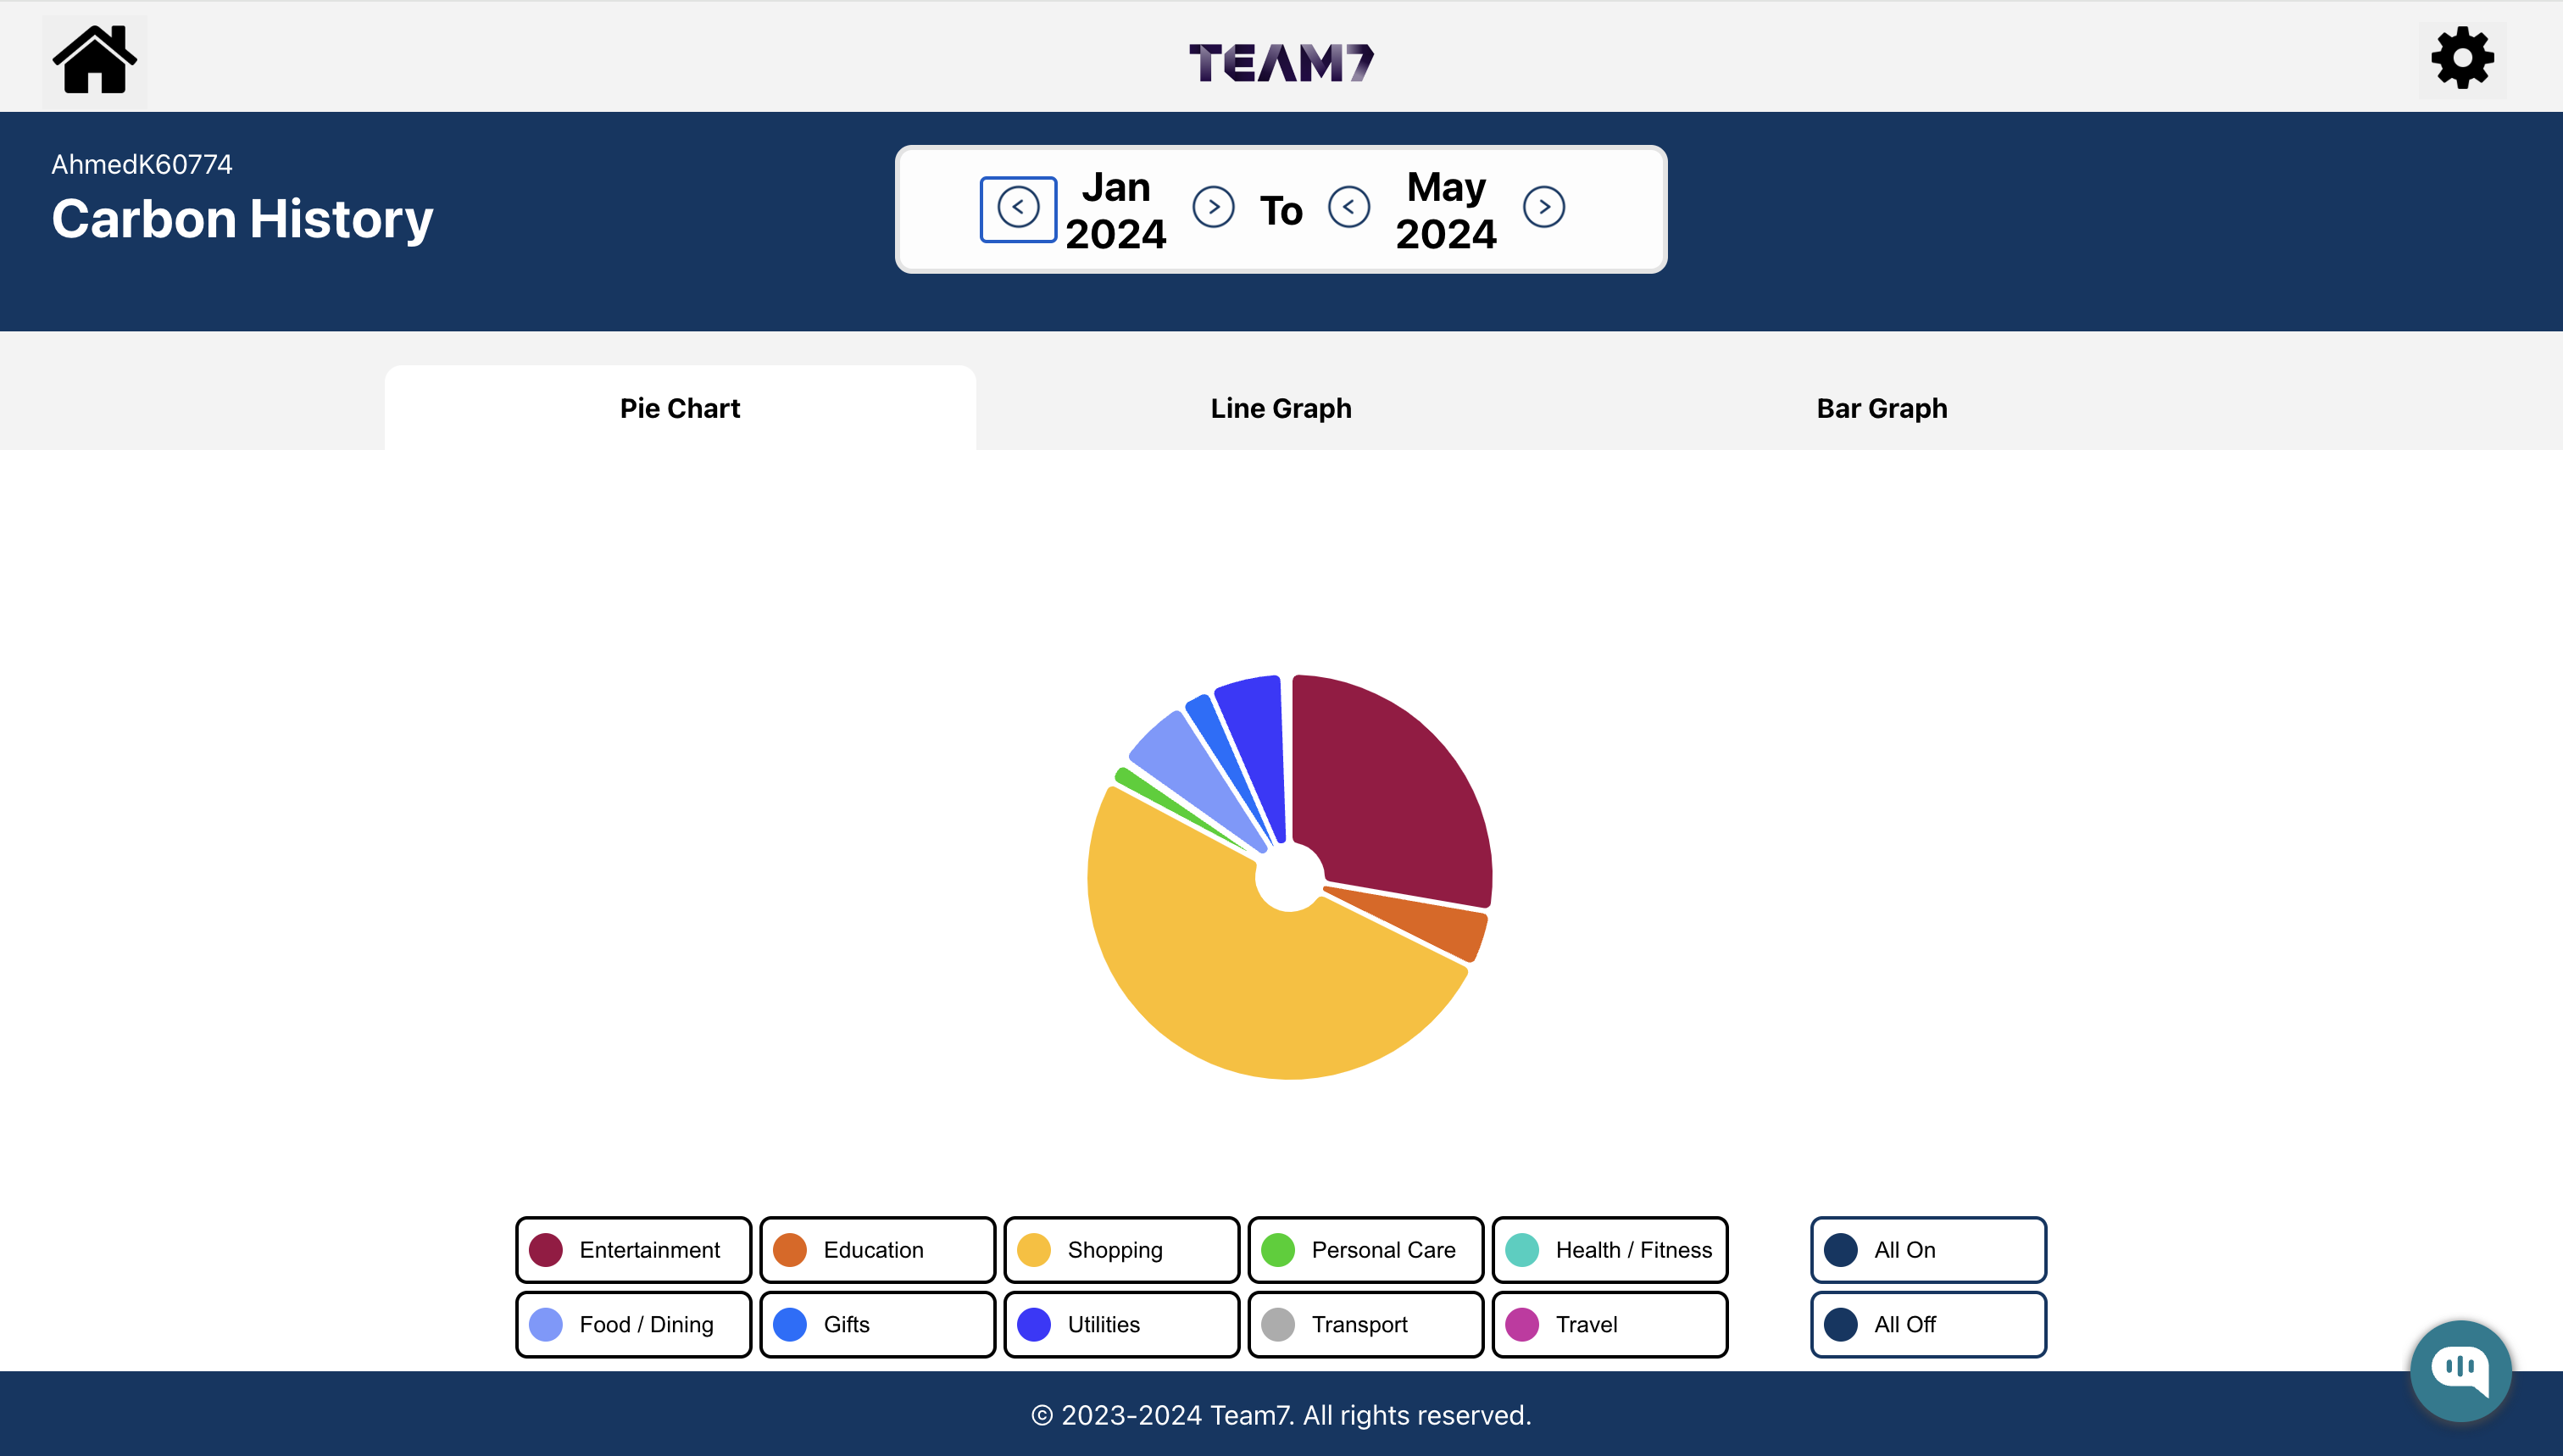 TEAM7
AhmedK60774
Carbon History
< Jan 2024 > To < May 2024 >
Pie Chart
Line Graph
Bar Graph
Entertainment
Education
Shopping
Personal Care
Health / Fitness
All On
Food / Dining
Gifts
Utilities
Transport
Travel
All Off
© 2023-2024 Team7. All rights reserved.